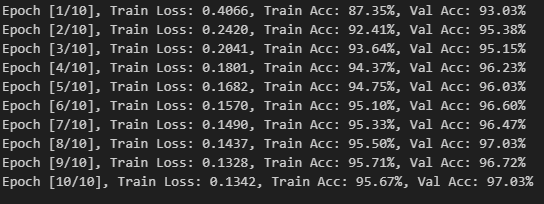 Epoch [1/10], Train Loss: 0.4066, Train Acc: 87.35%, Val Acc: 93.03%
Epoch [2/10], Train Loss: 0.2420, Train Acc: 92.41%, Val Acc: 95.38%
Epoch [3/10], Train Loss: 0.2041, Train Acc: 93.64%, Val Acc: 95.15%
Epoch [4/10], Train Loss: 0.1801, Train Acc: 94.37%, Val Acc: 96.23%
Epoch [5/10], Train Loss: 0.1682, Train Acc: 94.75%, Val Acc: 96.03%
Epoch [6/10], Train Loss: 0.1570, Train Acc: 95.10%, Val Acc: 96.60%
Epoch [7/10], Train Loss: 0.1490, Train Acc: 95.33%, Val Acc: 96.47%
Epoch [8/10], Train Loss: 0.1437, Train Acc: 95.50%, Val Acc: 97.03%
Epoch [9/10], Train Loss: 0.1328, Train Acc: 95.71%, Val Acc: 96.72%
Epoch [10/10], Train Loss: 0.1342, Train Acc: 95.67%, Val Acc: 97.03%